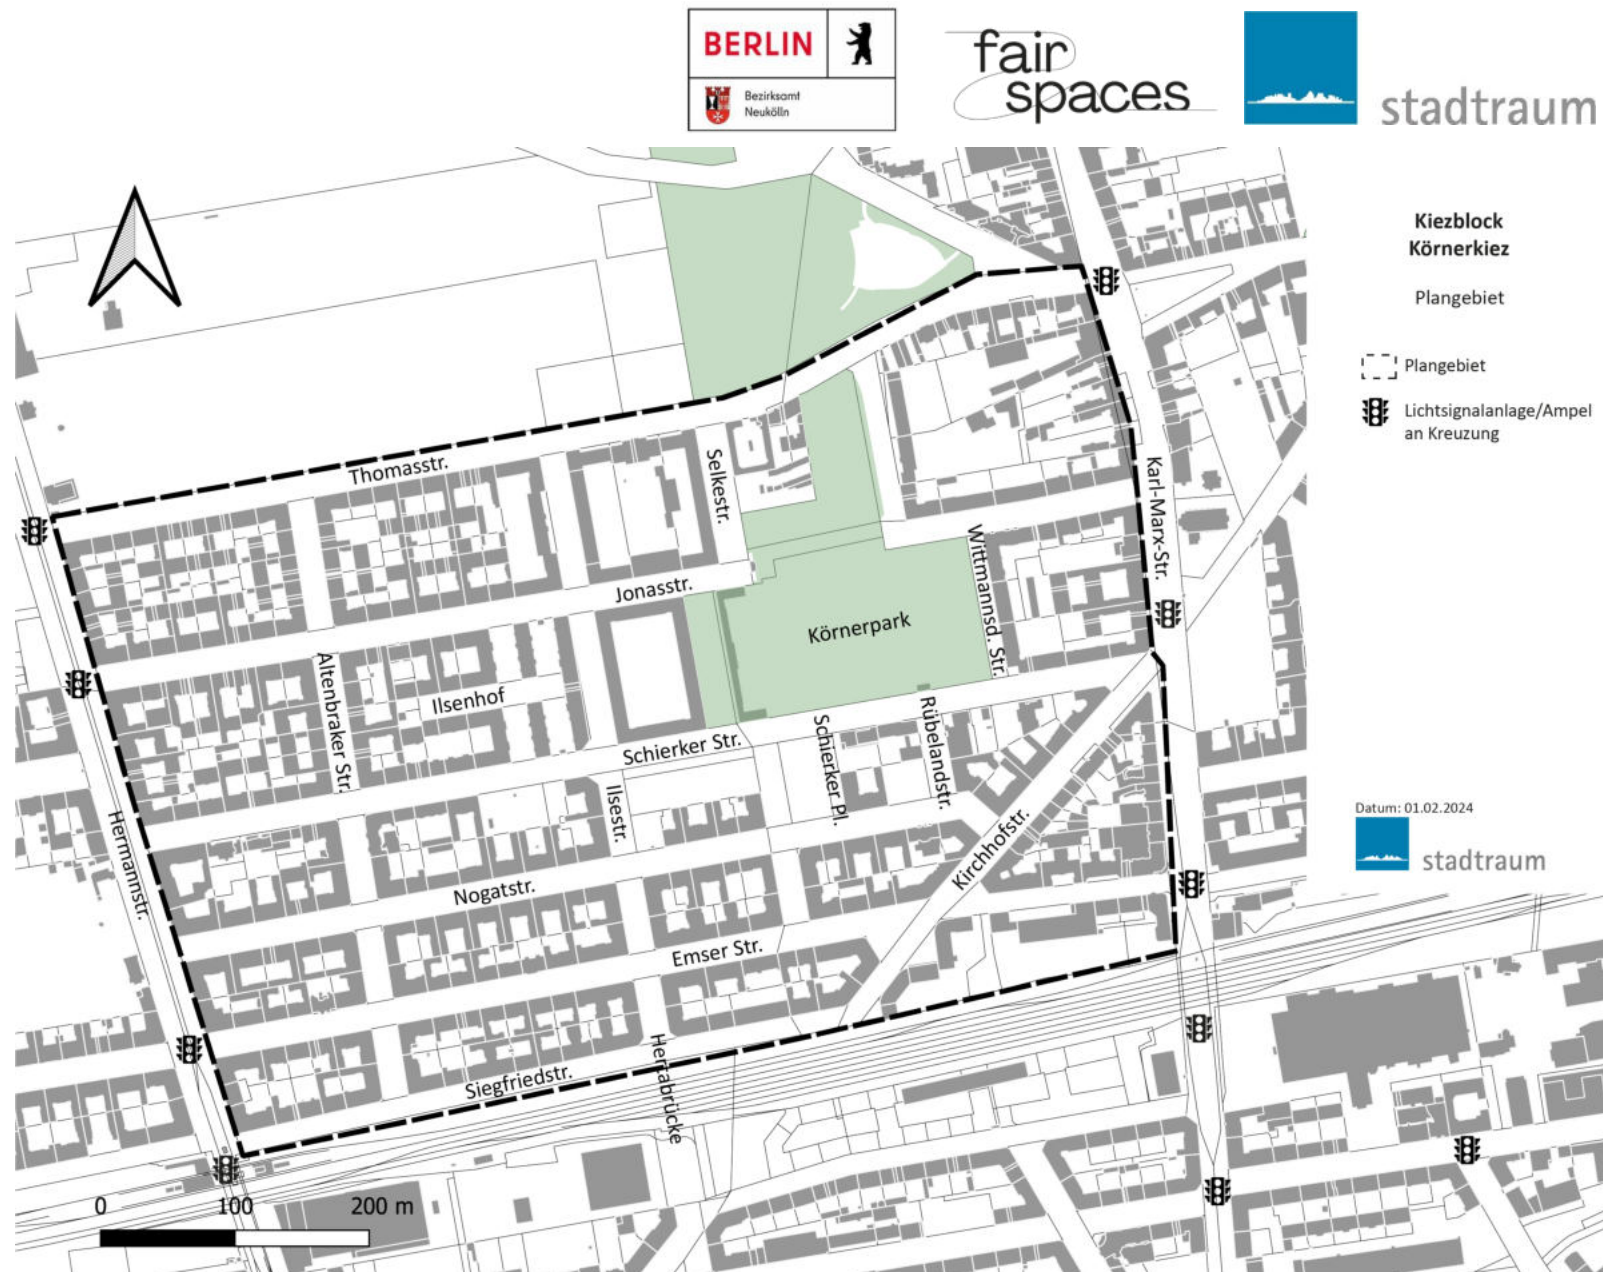 BERLIN
Bezirksamt
Neukölln
fair
spaces
stadtraum
Kiezblock
Körnerkiez
Plangebiet
Plangebiet
Lichtsignalanlage/Ampel
an Kreuzung
Thomasstr.
Selkestr.
Karl-Marx-Str.
Wittmannsd. Str.
Jonasstr.
Körnerpark
Altenbraker Str.
Ilsenhof
Schierker Str.
Schierker Pl.
Rübelandstr.
Ilsestr.
Hermannstr.
Kirchhofstr.
Nogatstr.
Emser Str.
Siegfriedstr.
Hertabrücke
Datum: 01.02.2024
stadtraum
0 100 200 m